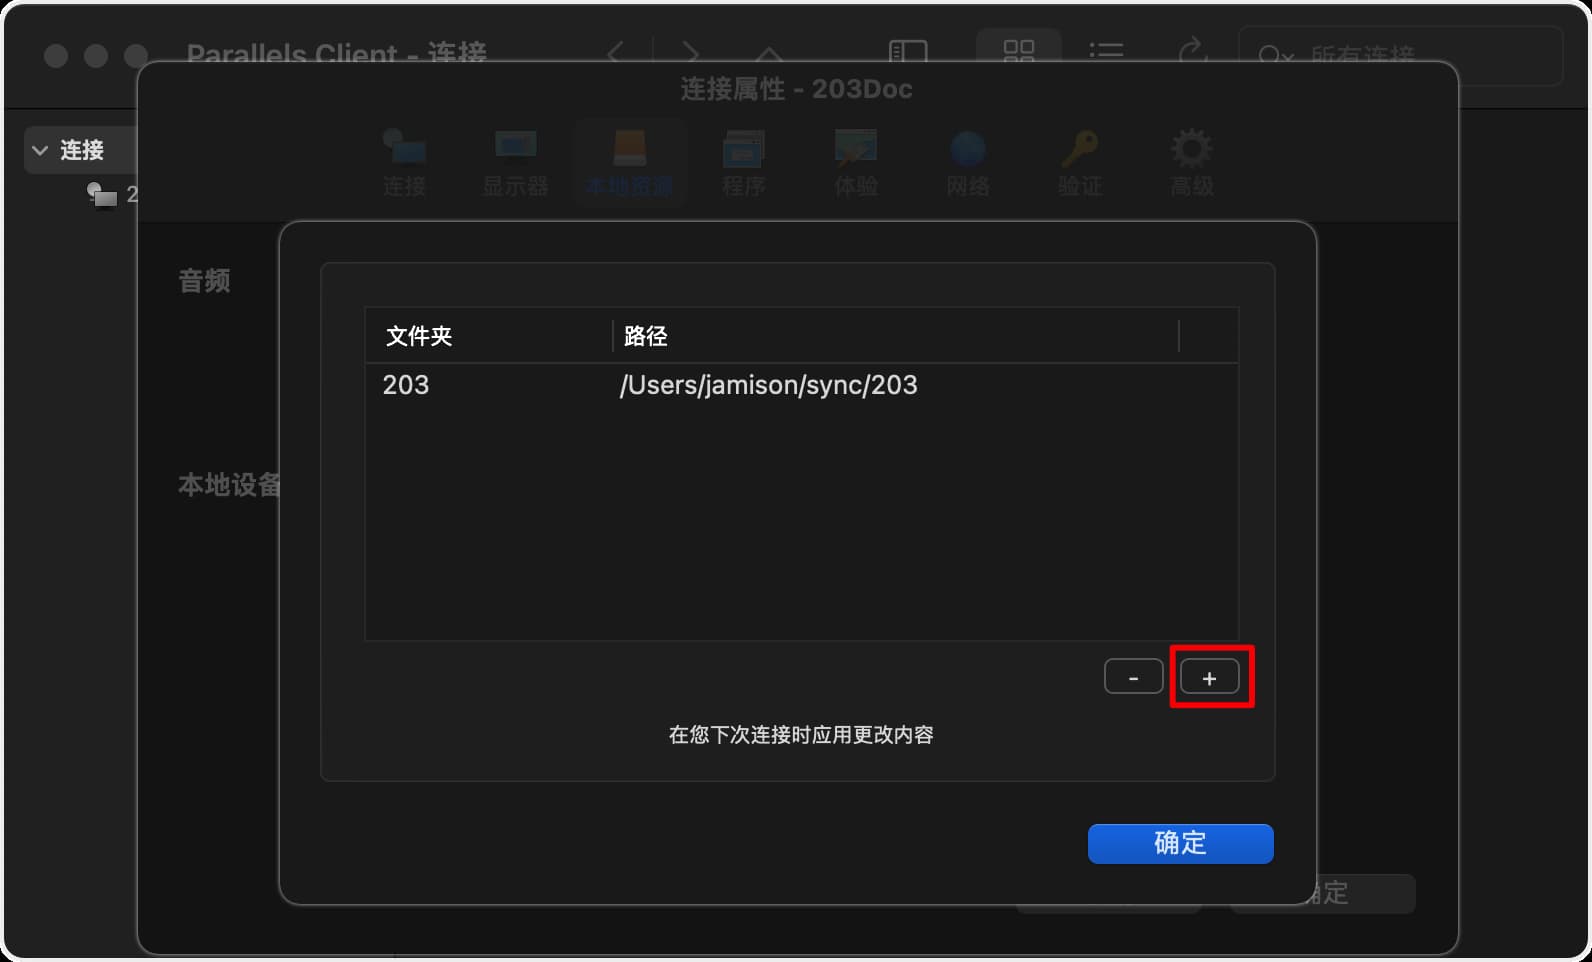 Parallels Client - 连接
所有连接
连接属性 - 203Doc
连接
2
连接 显示器 本地资源 程序 体验 网络 验证 高级
音频
本地设备
文件夹 路径
203 /Users/jamison/sync/203
- +
在您下次连接时应用更改内容
确定
确定